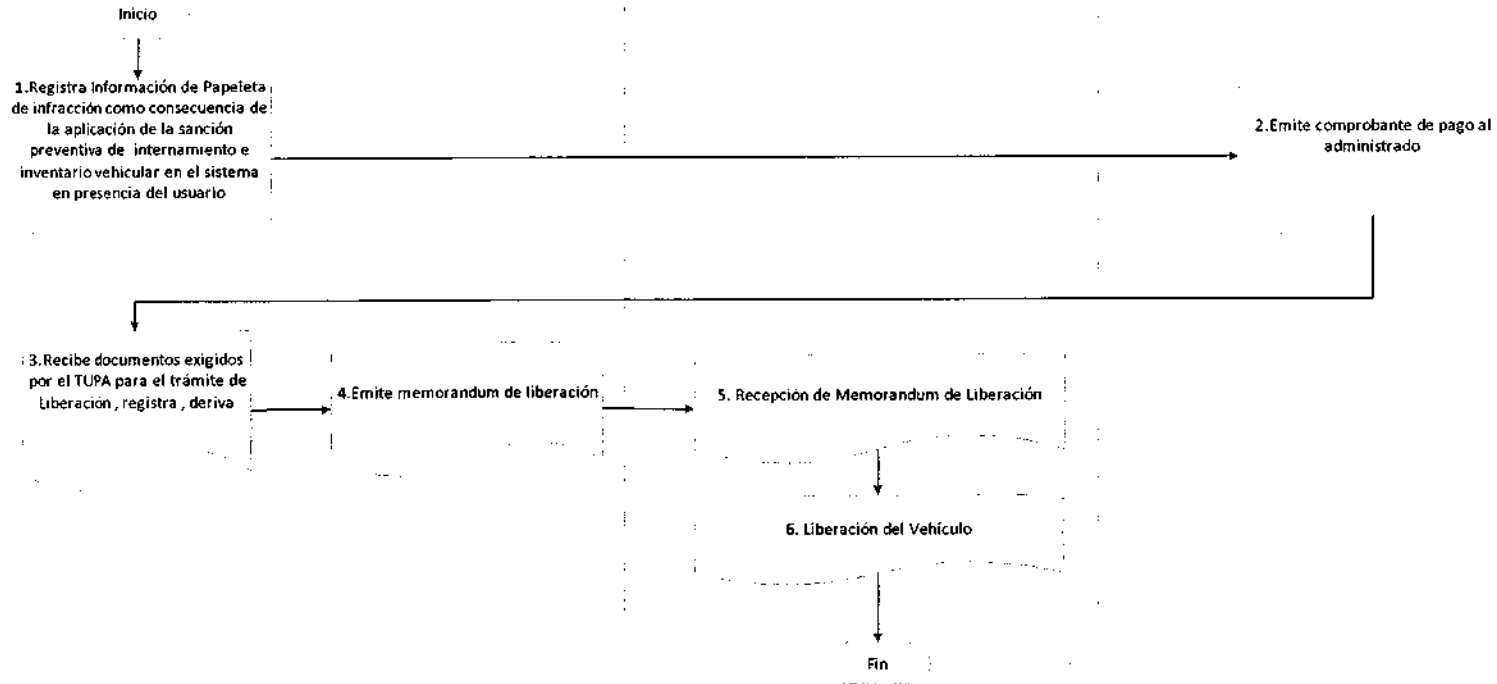 Inicio
1.Registra Información de Papeleta
de infracción como consecuencia de
la aplicación de la sanción
preventiva de internamiento e
inventario vehicular en el sistema
en presencia del usuario
2.Emite comprobante de pago al
administrado
3.Recibe documentos exigidos
por el TUPA para el trámite de
Liberación , registra , deriva
4.Emite memorandum de liberación
5. Recepción de Memorandum de Liberación
6. Liberación del Vehículo
Fin